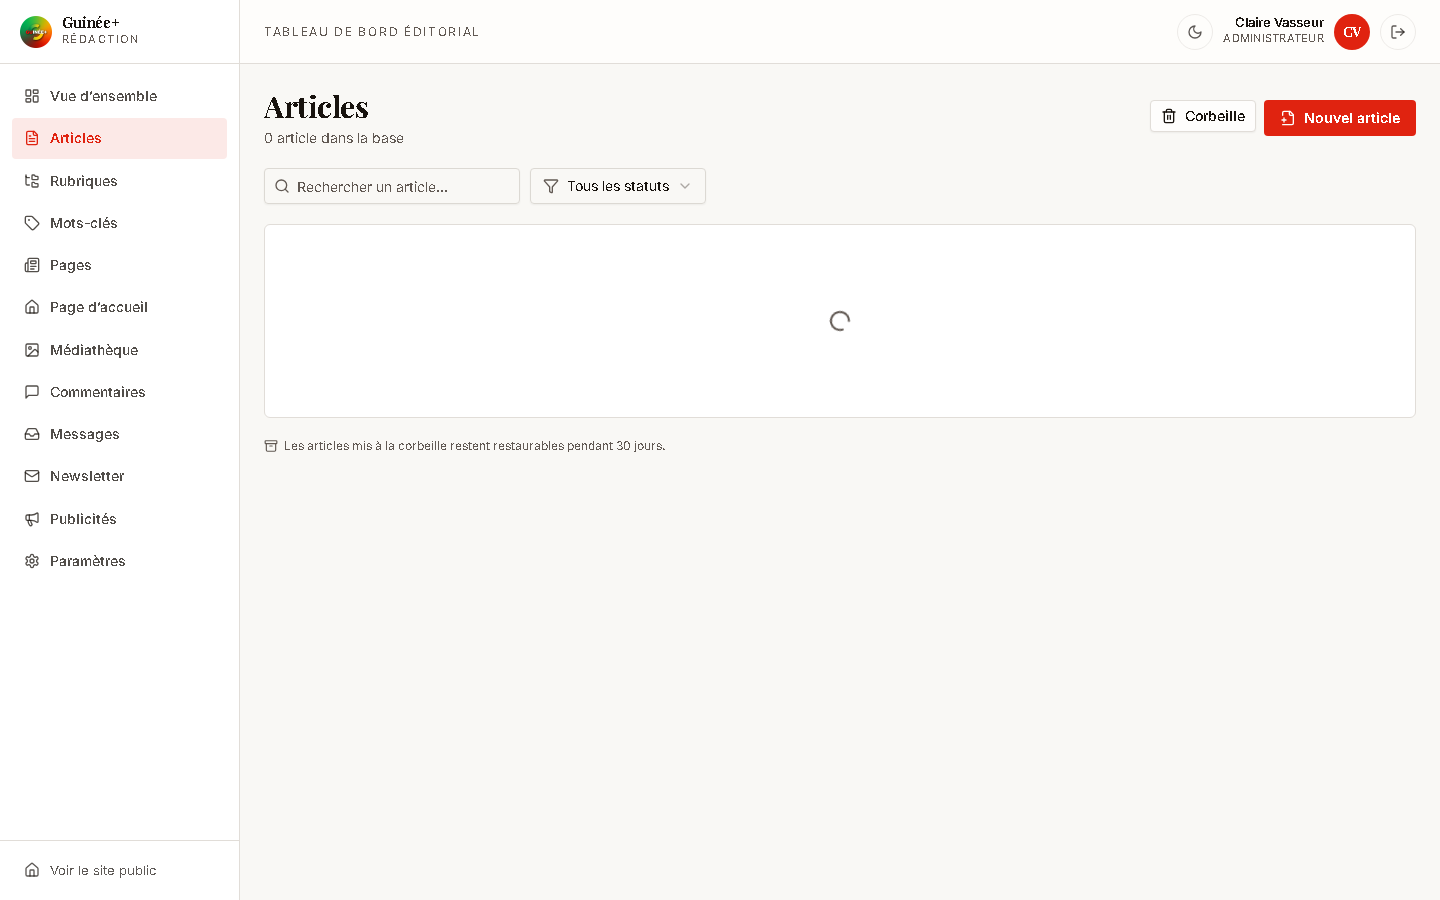 Guinée+
RÉDACTION
TABLEAU DE BORD ÉDITORIAL
Claire Vasseur
ADMINISTRATEUR
CV
Vue d'ensemble
Articles
Rubriques
Mots-clés
Pages
Page d'accueil
Médiathèque
Commentaires
Messages
Newsletter
Publicités
Paramètres
Voir le site public
Articles
0 article dans la base
Corbeille
Nouvel article
Rechercher un article...
Tous les statuts
Les articles mis à la corbeille restent restaurables pendant 30 jours.